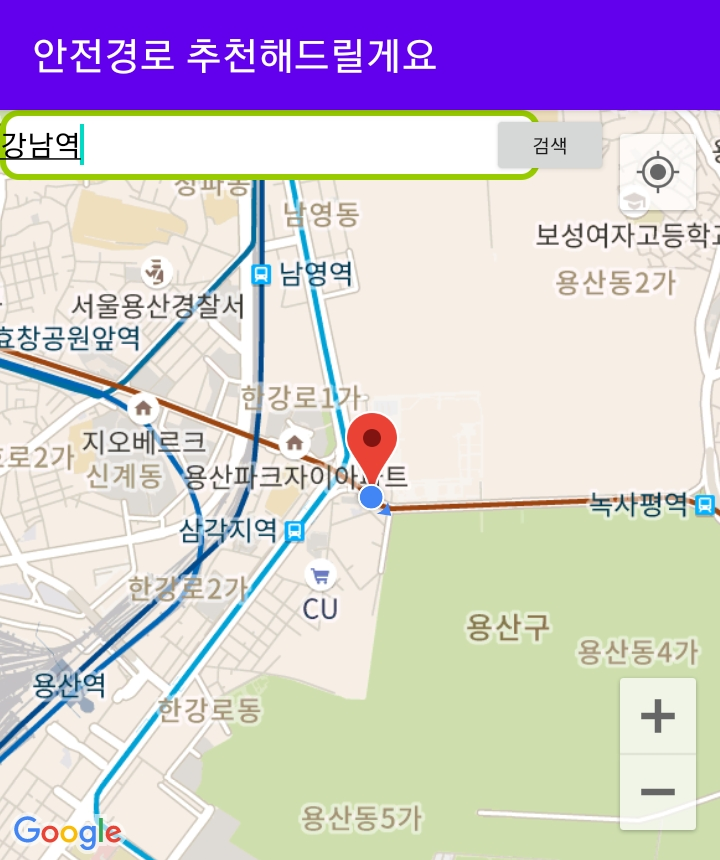 안전경로 추천해드릴게요
강남역
검색
청파동
남영동
보성여자고등학교
남영역
용산동2가
서울용산경찰서
효창공원앞역
한강로1가
지오베르크
신계동
용산파크자이아파트
녹사평역
삼각지역
한강로2가
CU
용산구
용산동4가
용산역
한강로동
용산동5가
Google